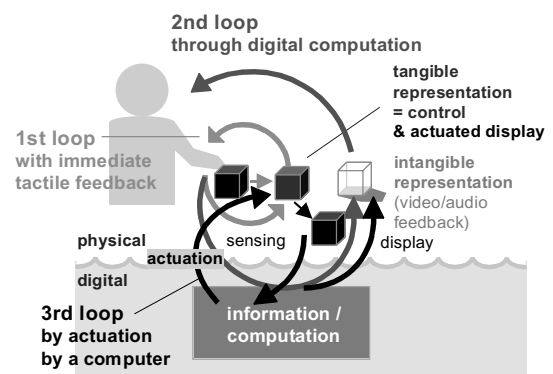 2nd loop
through digital computation
tangible
representation
= control
& actuated display
1st loop
with immediate
tactile feedback
intangible
representation
(video/audio
feedback)
physical
sensing
display
actuation
digital
3rd loop
by actuation
by a computer
information /
computation